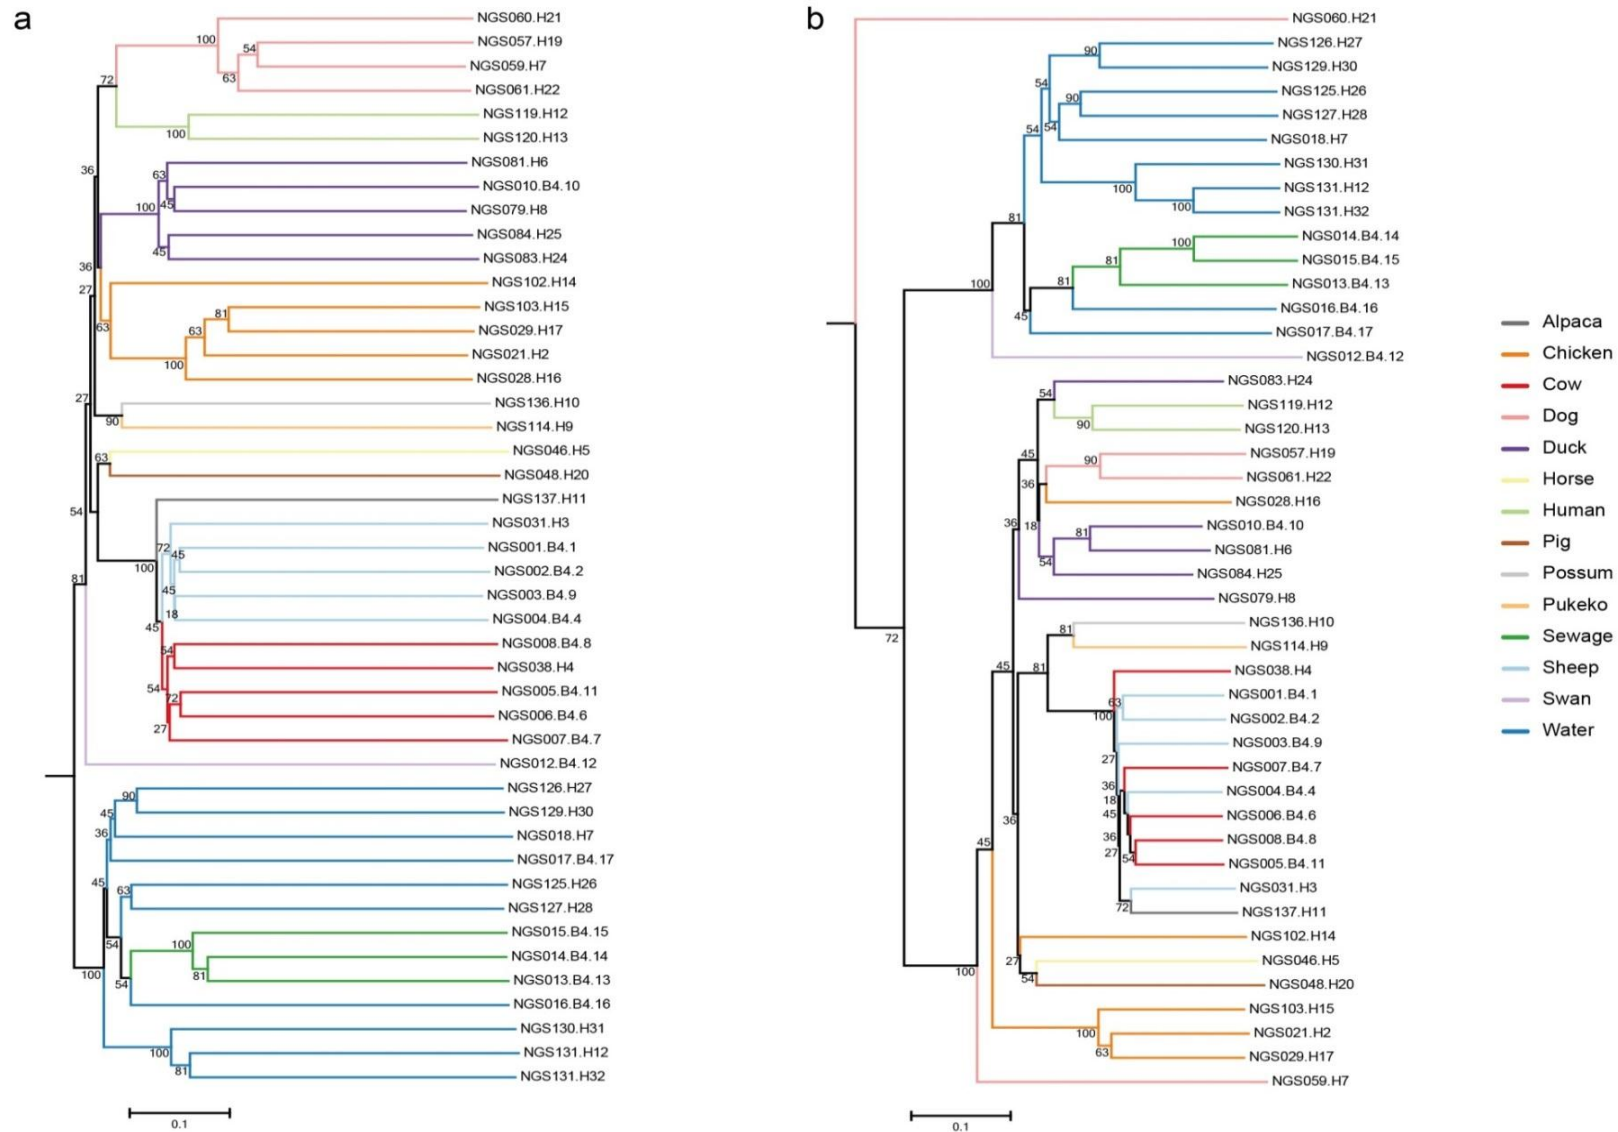 a
NGS060.H21
NGS057.H19
NGS059.H7
NGS061.H22
NGS119.H12
NGS120.H13
NGS081.H6
NGS010.B4.10
NGS079.H8
NGS084.H25
NGS083.H24
NGS102.H14
NGS103.H15
NGS029.H17
NGS021.H2
NGS028.H16
NGS136.H10
NGS114.H9
NGS046.H5
NGS048.H20
NGS137.H11
NGS031.H3
NGS001.B4.1
NGS002.B4.2
NGS003.B4.9
NGS004.B4.4
NGS008.B4.8
NGS038.H4
NGS005.B4.11
NGS006.B4.6
NGS007.B4.7
NGS012.B4.12
NGS126.H27
NGS129.H30
NGS018.H7
NGS017.B4.17
NGS125.H26
NGS127.H28
NGS015.B4.15
NGS014.B4.14
NGS013.B4.13
NGS016.B4.16
NGS130.H31
NGS131.H12
NGS131.H32
100
54
63
72
100
36
63
100
45
45
36
27
81
63
63
100
27
90
63
54
100
72
45
45
18
45
54
54
72
27
81
90
45
36
45
63
100
54
81
54
100
100
81
0.1
b
NGS060.H21
NGS126.H27
NGS129.H30
NGS125.H26
NGS127.H28
NGS018.H7
NGS130.H31
NGS131.H12
NGS131.H32
NGS014.B4.14
NGS015.B4.15
NGS013.B4.13
NGS016.B4.16
NGS017.B4.17
NGS012.B4.12
NGS083.H24
NGS119.H12
NGS120.H13
NGS057.H19
NGS061.H22
NGS028.H16
NGS010.B4.10
NGS081.H6
NGS084.H25
NGS079.H8
NGS136.H10
NGS114.H9
NGS038.H4
NGS001.B4.1
NGS002.B4.2
NGS003.B4.9
NGS007.B4.7
NGS004.B4.4
NGS006.B4.6
NGS008.B4.8
NGS005.B4.11
NGS031.H3
NGS137.H11
NGS102.H14
NGS046.H5
NGS048.H20
NGS103.H15
NGS021.H2
NGS029.H17
NGS059.H7
90
54
90
54
54
100
100
81
100
81
81
100
45
54
90
45
90
36
36
18
81
54
81
45
81
63
100
27
36
18
45
36
27
54
72
36
45
27
54
100
63
100
72
0.1
Alpaca
Chicken
Cow
Dog
Duck
Horse
Human
Pig
Possum
Pukeko
Sewage
Sheep
Swan
Water